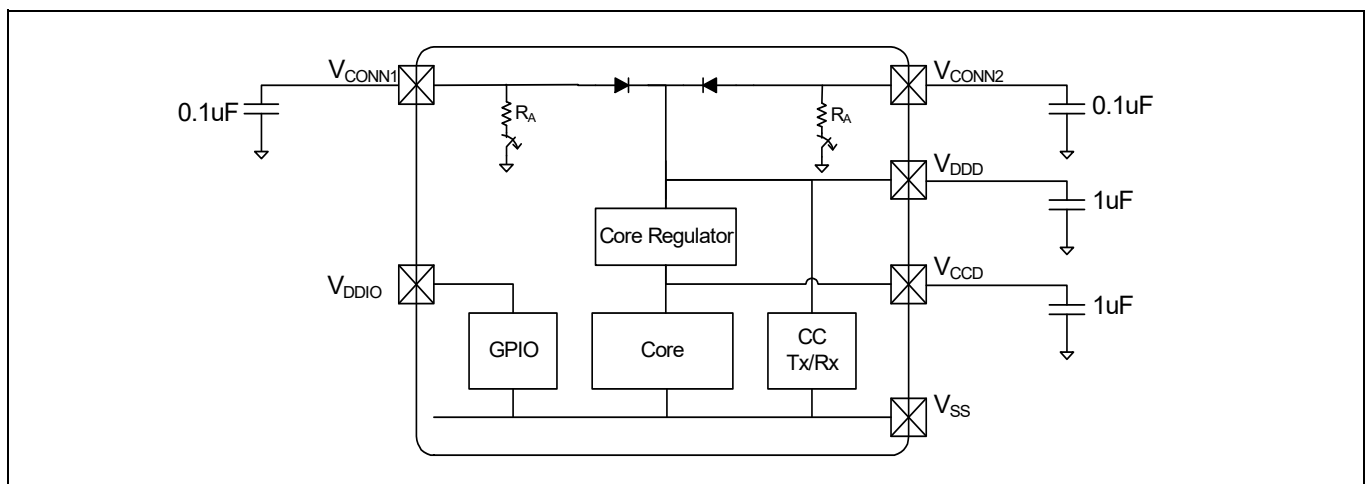 VCONN1
VCONN2
0.1uF
RA
RA
0.1uF
VDDD
1uF
Core Regulator
VDDIO
VCCD
1uF
GPIO
Core
CC
Tx/Rx
VSS